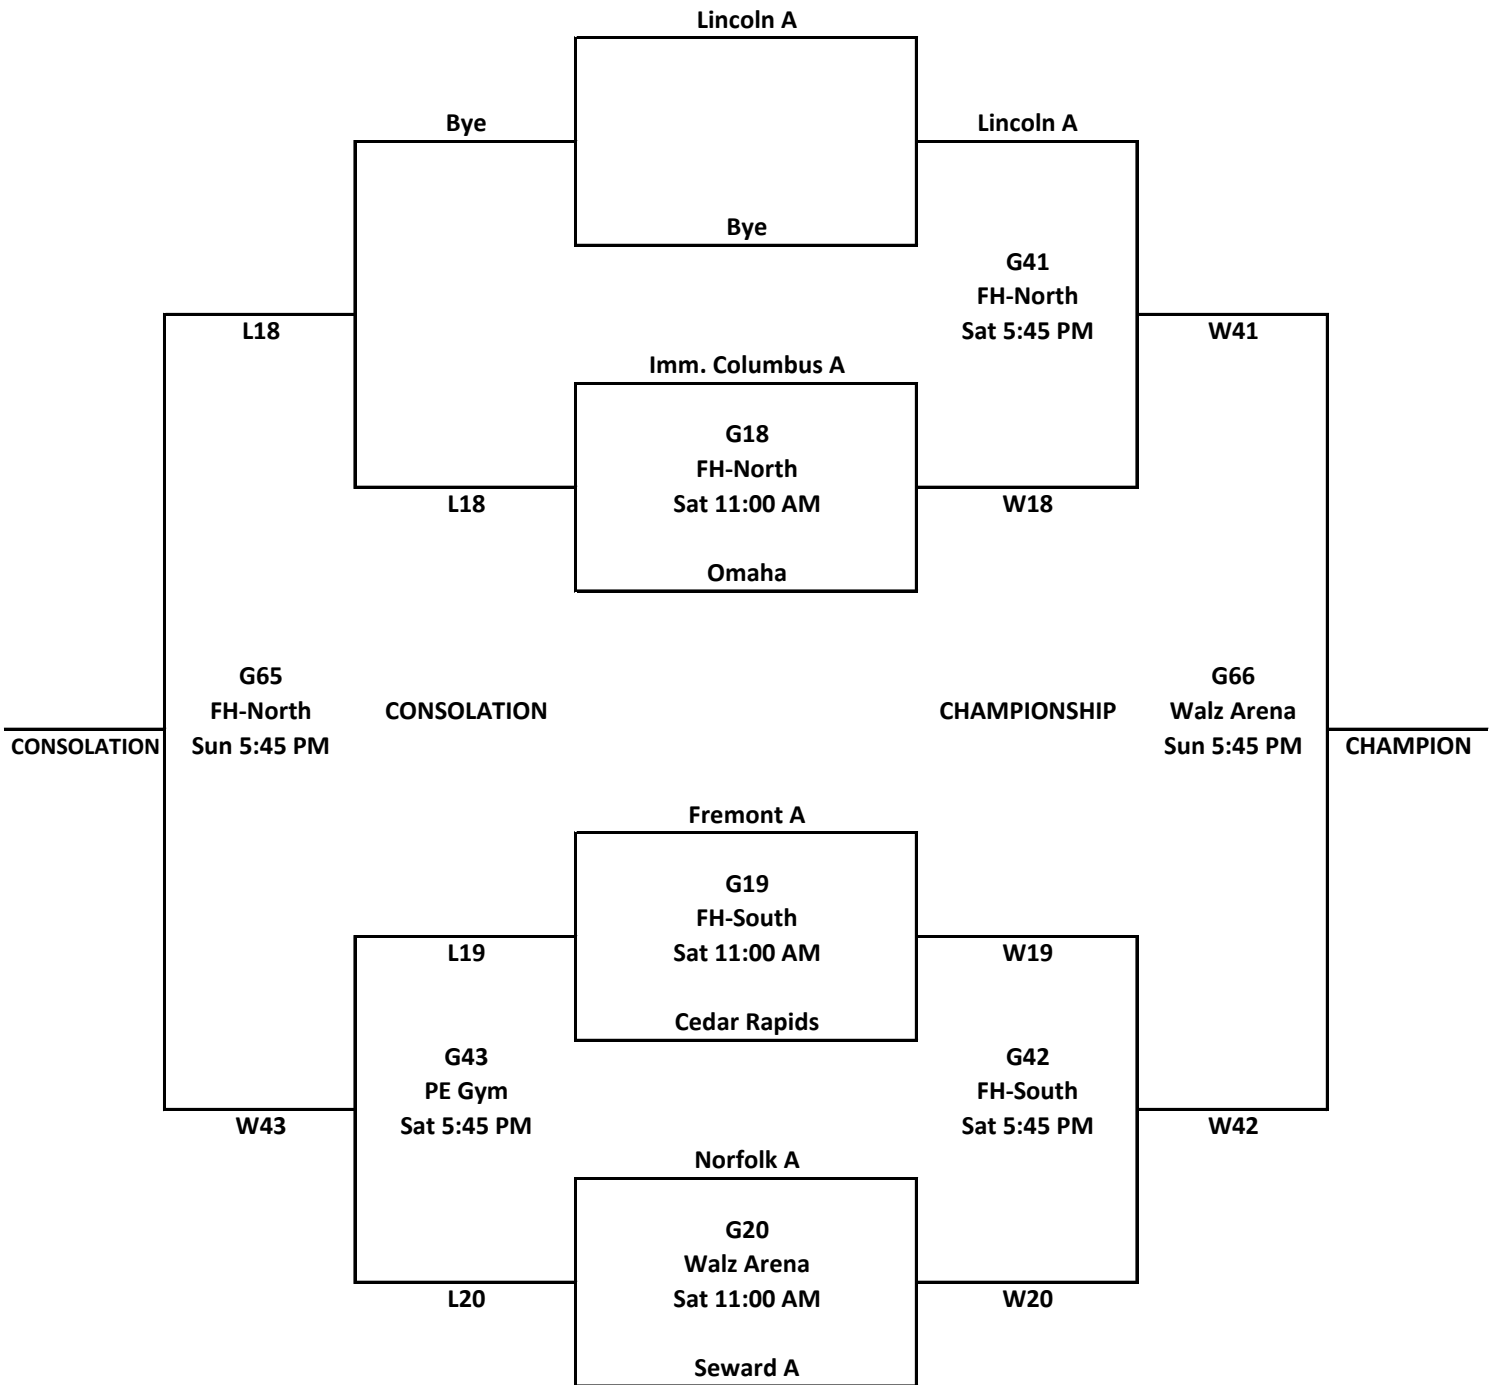 Lincoln A
Bye
Lincoln A
Bye
G41
FH-North
Sat 5:45 PM
L18
W41
Imm. Columbus A
G18
FH-North
Sat 11:00 AM
L18
W18
Omaha
G65
FH-North
Sun 5:45 PM
CONSOLATION
CONSOLATION
CHAMPIONSHIP
G66
Walz Arena
Sun 5:45 PM
CHAMPION
Fremont A
G19
FH-South
Sat 11:00 AM
L19
W19
Cedar Rapids
G43
PE Gym
Sat 5:45 PM
G42
FH-South
Sat 5:45 PM
W43
W42
Norfolk A
G20
Walz Arena
Sat 11:00 AM
L20
W20
Seward A